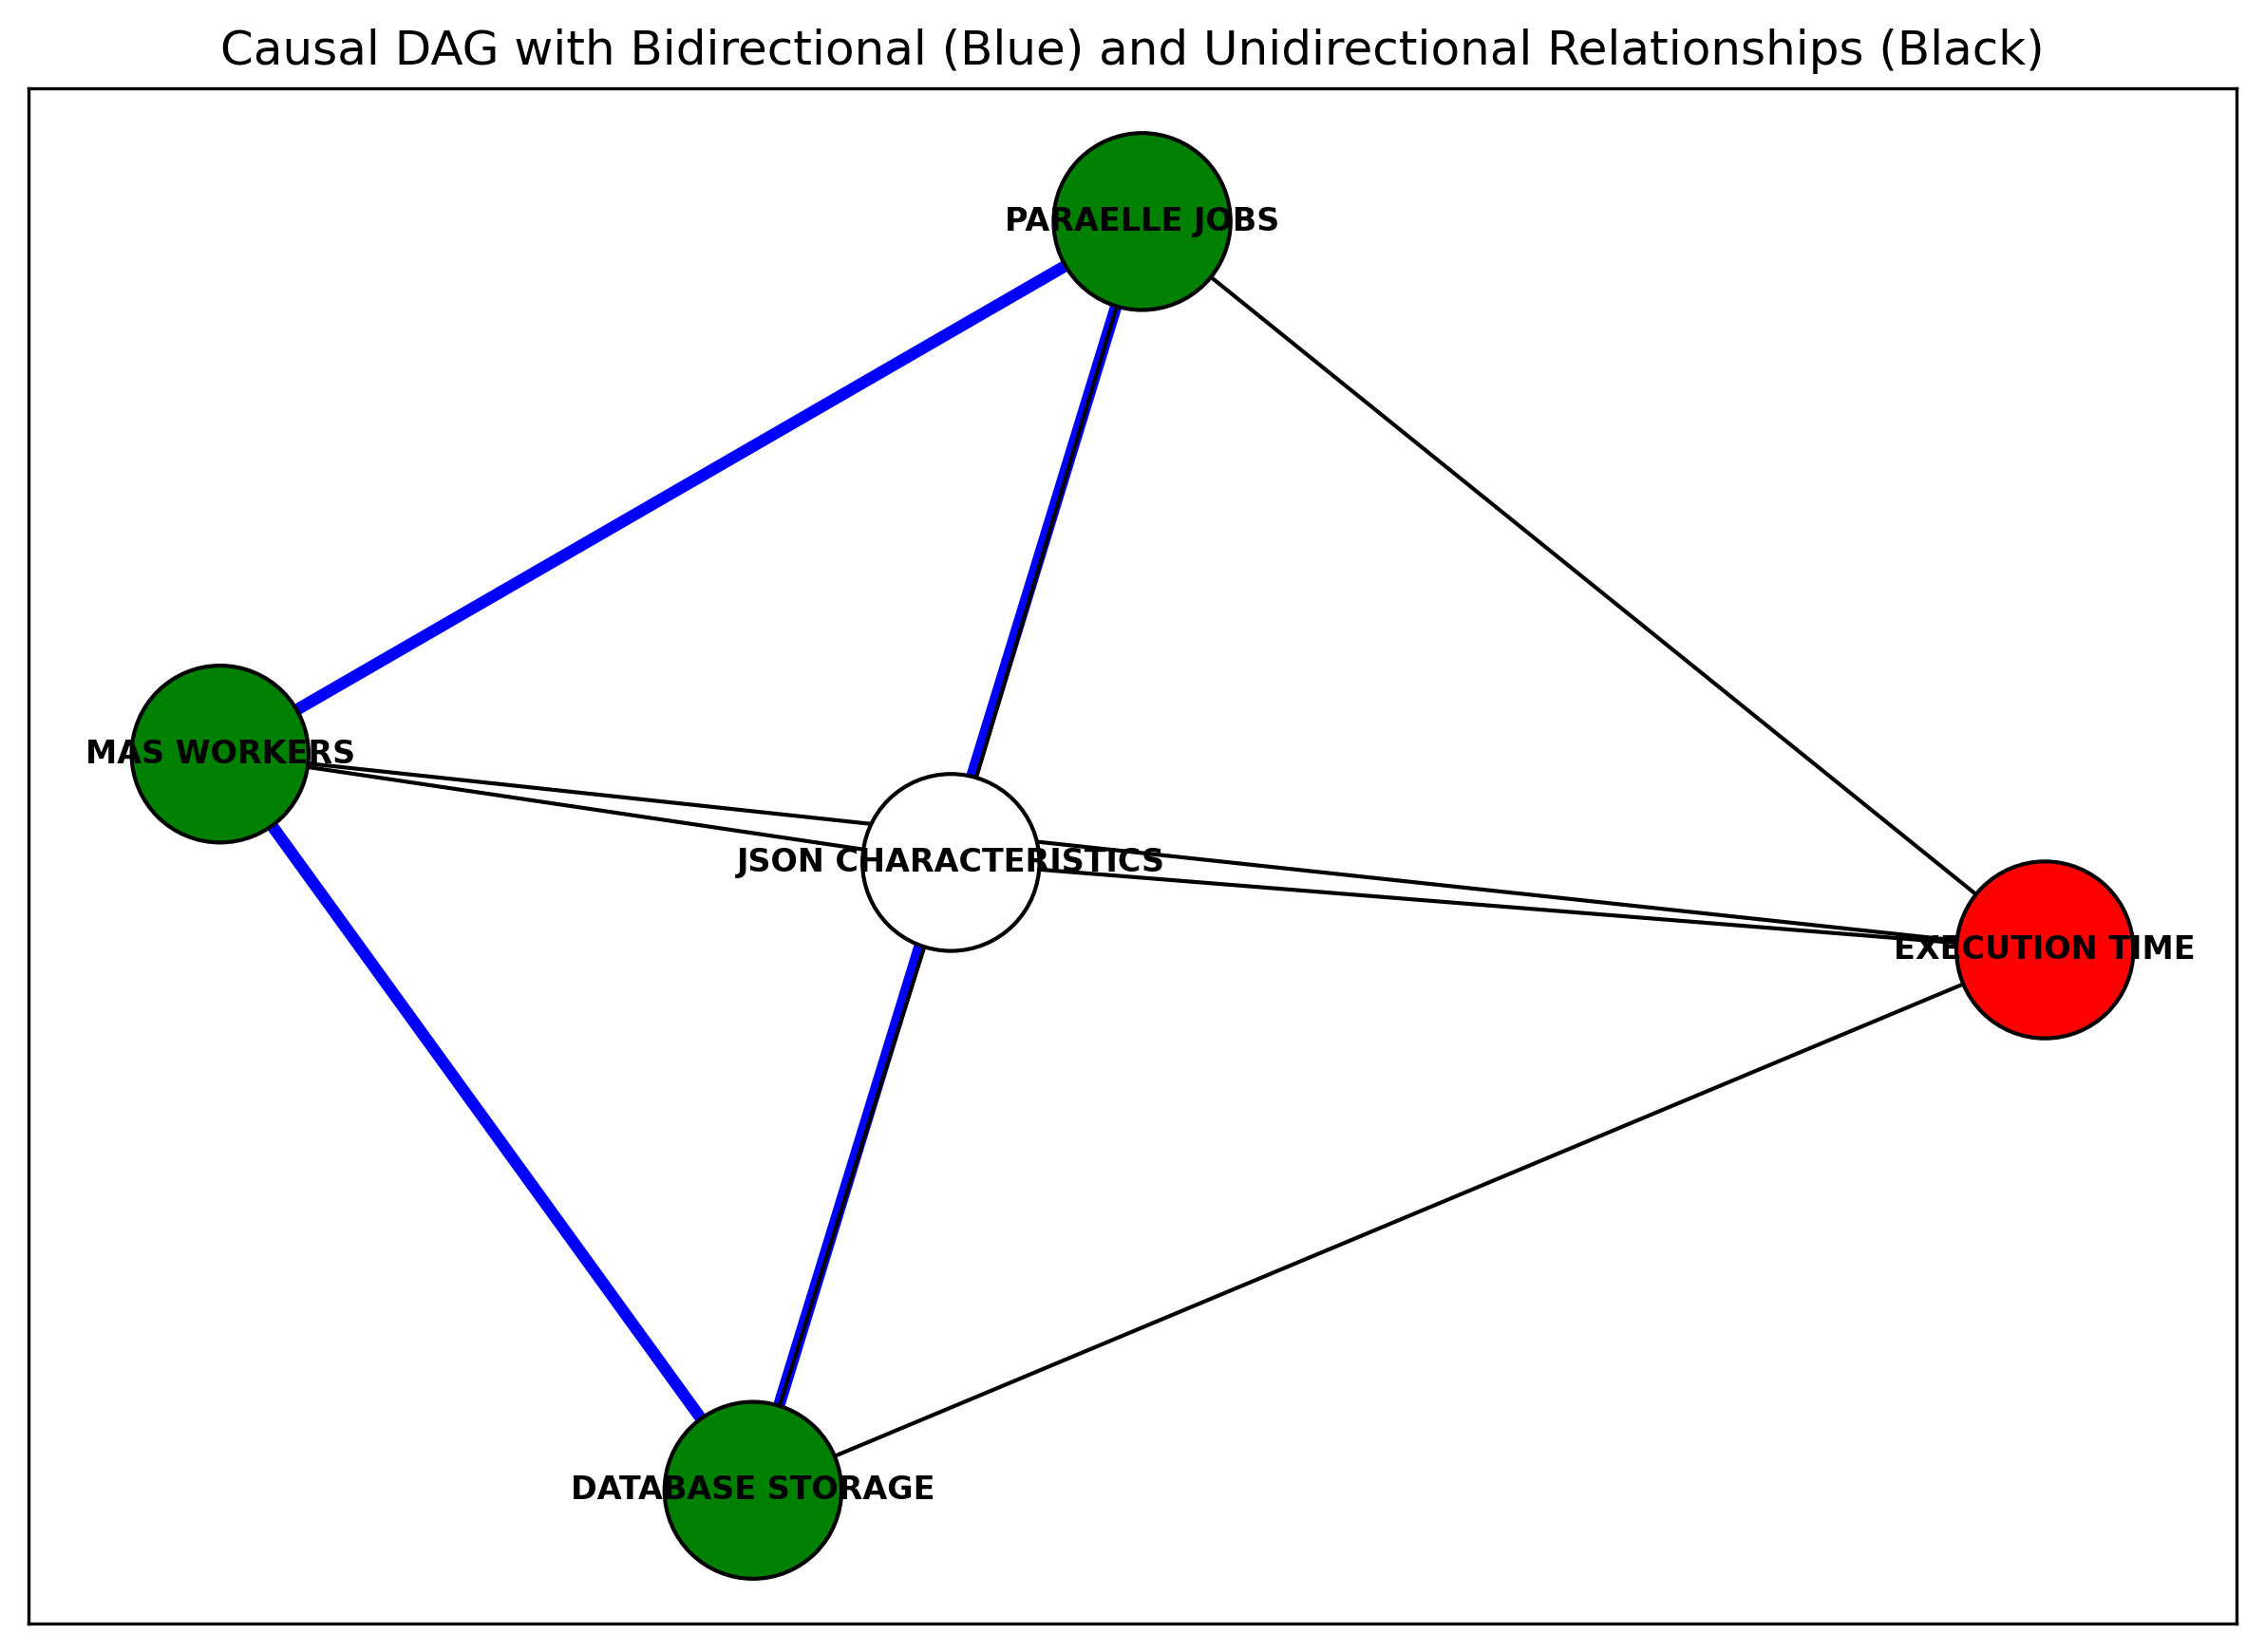 Causal DAG with Bidirectional (Blue) and Unidirectional Relationships (Black)
PARAELLE JOBS
MAS WORKERS
JSON CHARACTERISTICS
EXECUTION TIME
DATABASE STORAGE